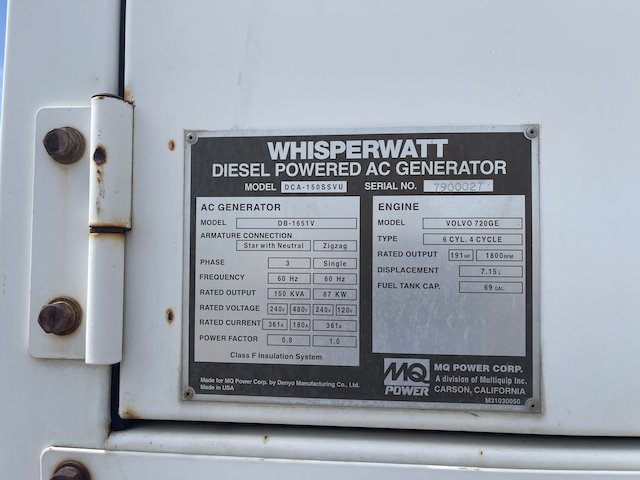 WHISPERWATT
DIESEL POWERED AC GENERATOR
MODEL DCA-150SSVU SERIAL NO. 7900027
AC GENERATOR
MODEL DB-1651V
ARMATURE CONNECTION
Star with Neutral Zigzag
PHASE 3 Single
FREQUENCY 60 Hz 60 Hz
RATED OUTPUT 150 KVA 87 KW
RATED VOLTAGE 240V 480V 240V 120V
RATED CURRENT 361A 180A 361A
POWER FACTOR 0.8 1.0
Class F Insulation System
ENGINE
MODEL VOLVO 720GE
TYPE 6 CYL. 4 CYCLE
RATED OUTPUT 191HP 1800RPM
DISPLACEMENT 7.15 L
FUEL TANK CAP. 69 GAL
Made for MQ Power Corp. by Denyo Manufacturing Co., Ltd.
Made in USA
MQ
POWER
MQ POWER CORP.
A division of Multiquip Inc.
CARSON, CALIFORNIA
M31030050